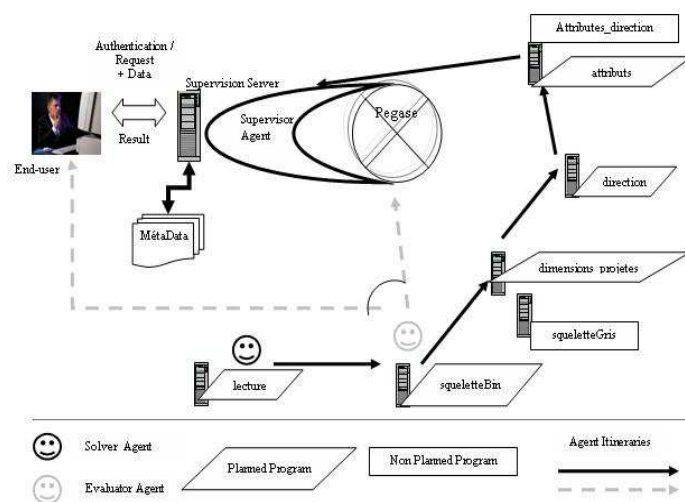 Attributes_direction
attributs
Authentication /
Request
+ Data
Supervision Server
Pegase
Supervisor
Agent
Result
End-user
direction
MétaData
dimensions_projetes
squeletteGris
lecture
squeletteBin
Solver Agent
Evaluator Agent
Planned Program
Non Planned Program
Agent Itineraries